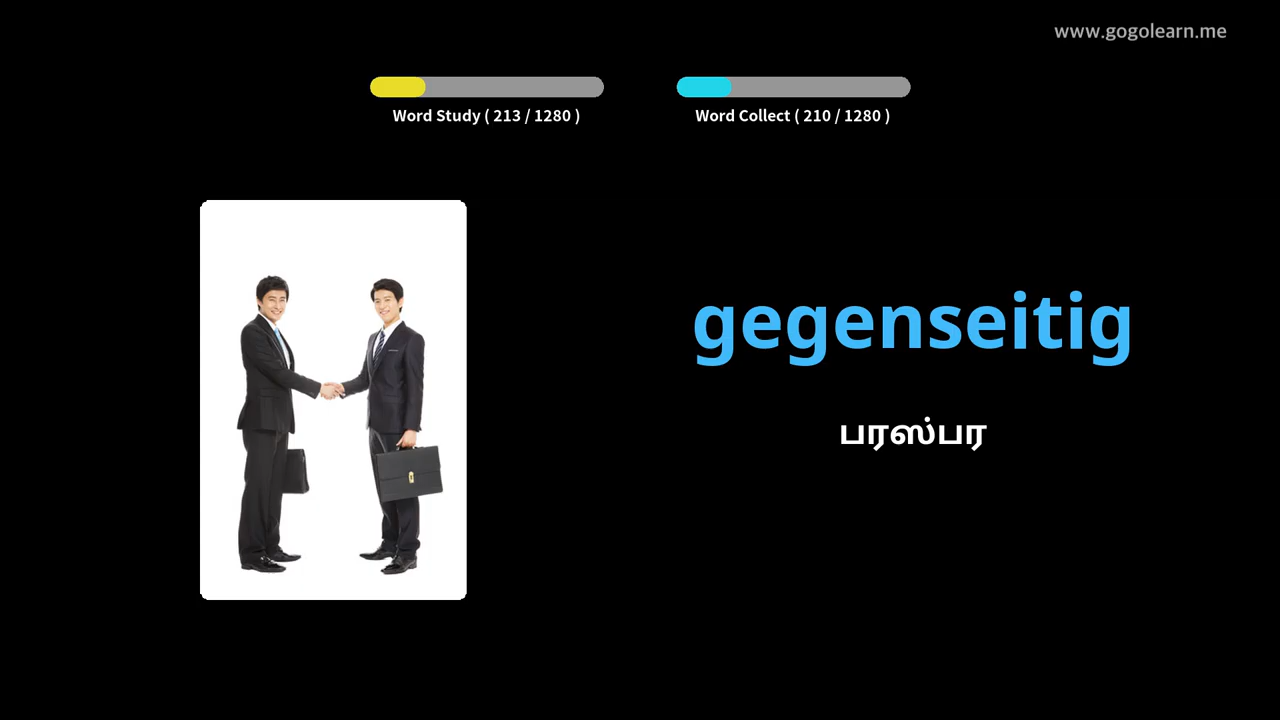 www.gogolearn.me
Word Study ( 213 / 1280 )
Word Collect ( 210 / 1280 )
gegenseitig
பரஸ்பர